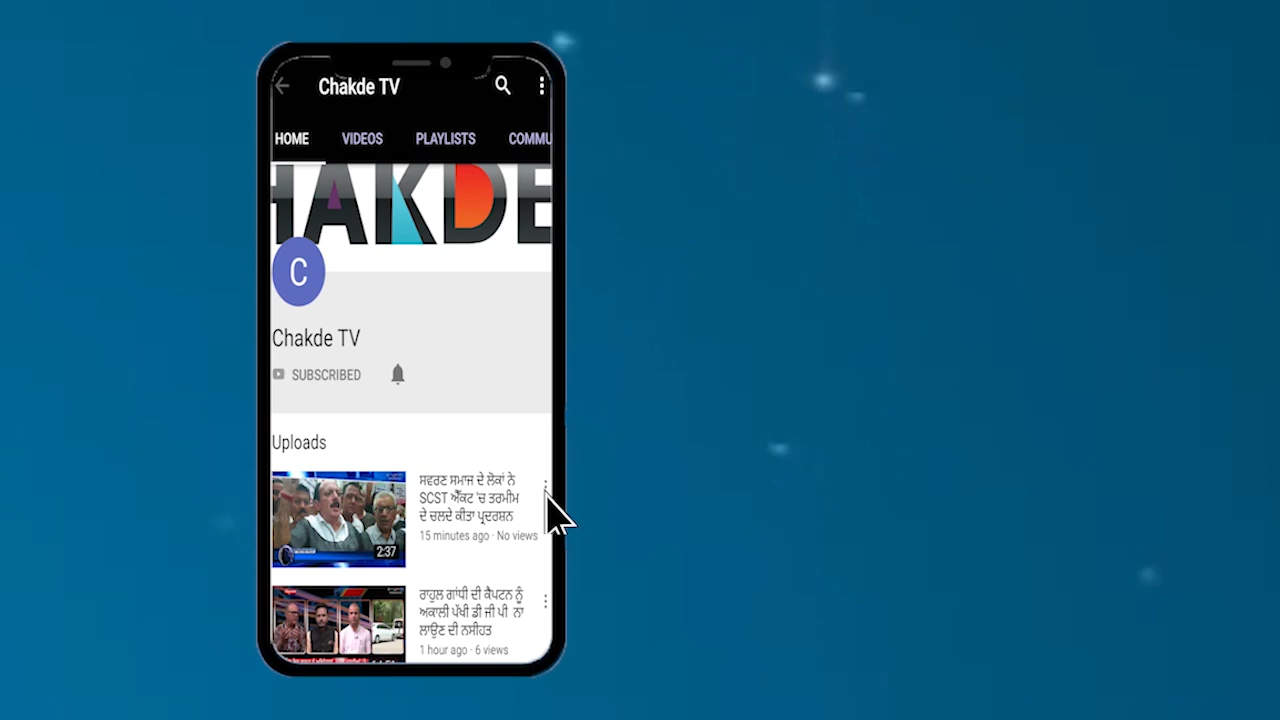 Chakde TV
HOME VIDEOS PLAYLISTS COMMU
HAKDE
C
Chakde TV
SUBSCRIBED
Uploads
ਸਵਰਣ ਸਮਾਜ ਦੇ ਲੋਕਾਂ ਨੇ
SCST ਐਕਟ 'ਚ ਤਰਮੀਮ
ਦੇ ਚਲਦੇ ਕੀਤਾ ਪ੍ਰਦਰਸ਼ਨ
15 minutes ago · No views
2:37
ਰਾਹੁਲ ਗਾਂਧੀ ਦੀ ਕੈਪਟਨ ਨੂੰ
ਅਕਾਲੀ ਪੱਖੀ ਡੀ ਜੀ ਪੀ ਨਾ
ਲਾਉਣ ਦੀ ਨਸੀਹਤ
1 hour ago · 6 views